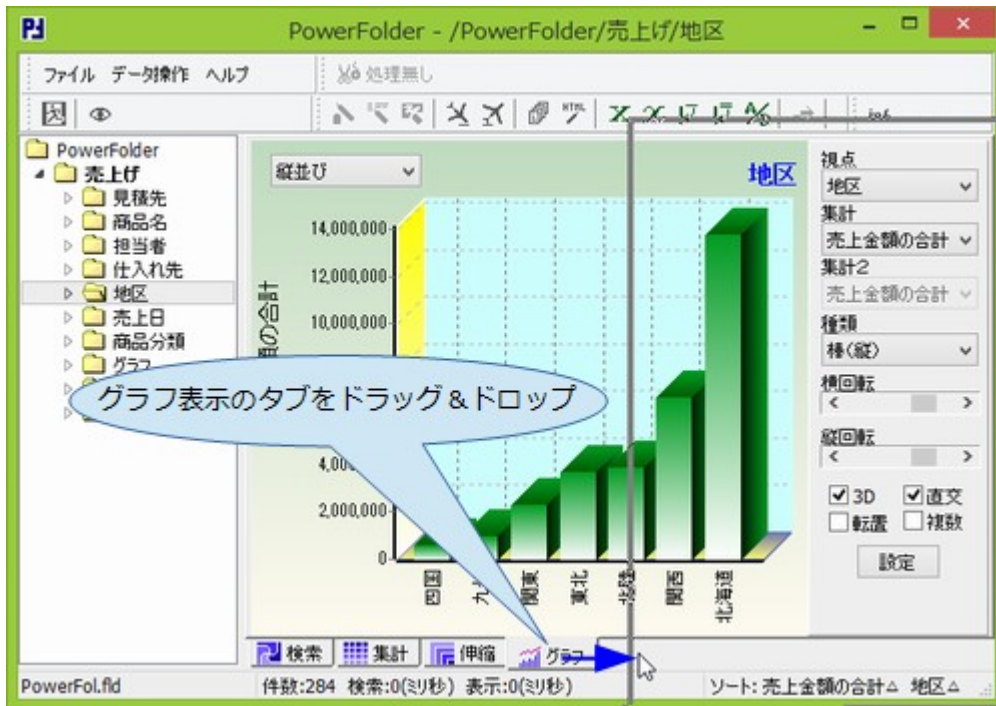 PowerFolder - /PowerFolder/売上げ/地区
ファイル データ操作 ヘルプ
処理無し
HTML
PowerFolder
売上げ
見積先
商品名
担当者
仕入れ先
地区
売上日
商品分類
グラフ
縦並び
地区
14,000,000
12,000,000
10,000,000
2,000,000
0
の合計
四国
関東
東北
北陸
関西
北海道
グラフ表示のタブをドラッグ&ドロップ
視点
地区
集計
売上金額の合計
集計2
売上金額の合計
種類
棒(縦)
横回転
縦回転
3D 直交
転置 複数
設定
検索 集計 伸縮 グラフ
PowerFol.fld
件数:284 検索:0(ミリ秒) 表示:0(ミリ秒)
ソート: 売上金額の合計△ 地区△